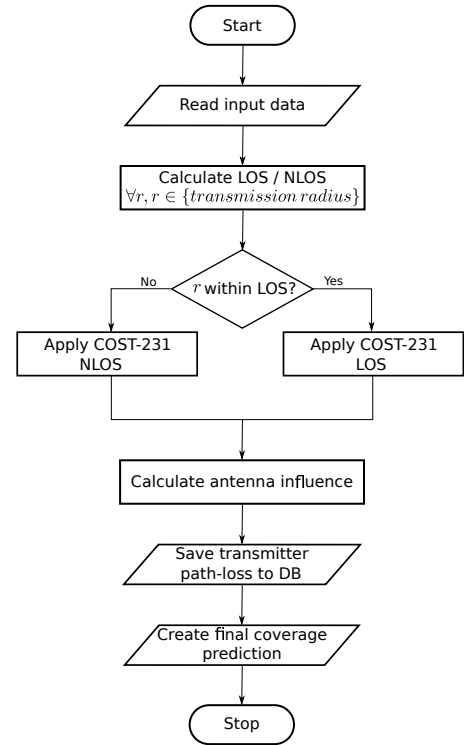 Start
Read input data
Calculate LOS / NLOS
∀r, r ∈ {transmission radius}
r within LOS?
No
Yes
Apply COST-231
NLOS
Apply COST-231
LOS
Calculate antenna influence
Save transmitter
path-loss to DB
Create final coverage
prediction
Stop